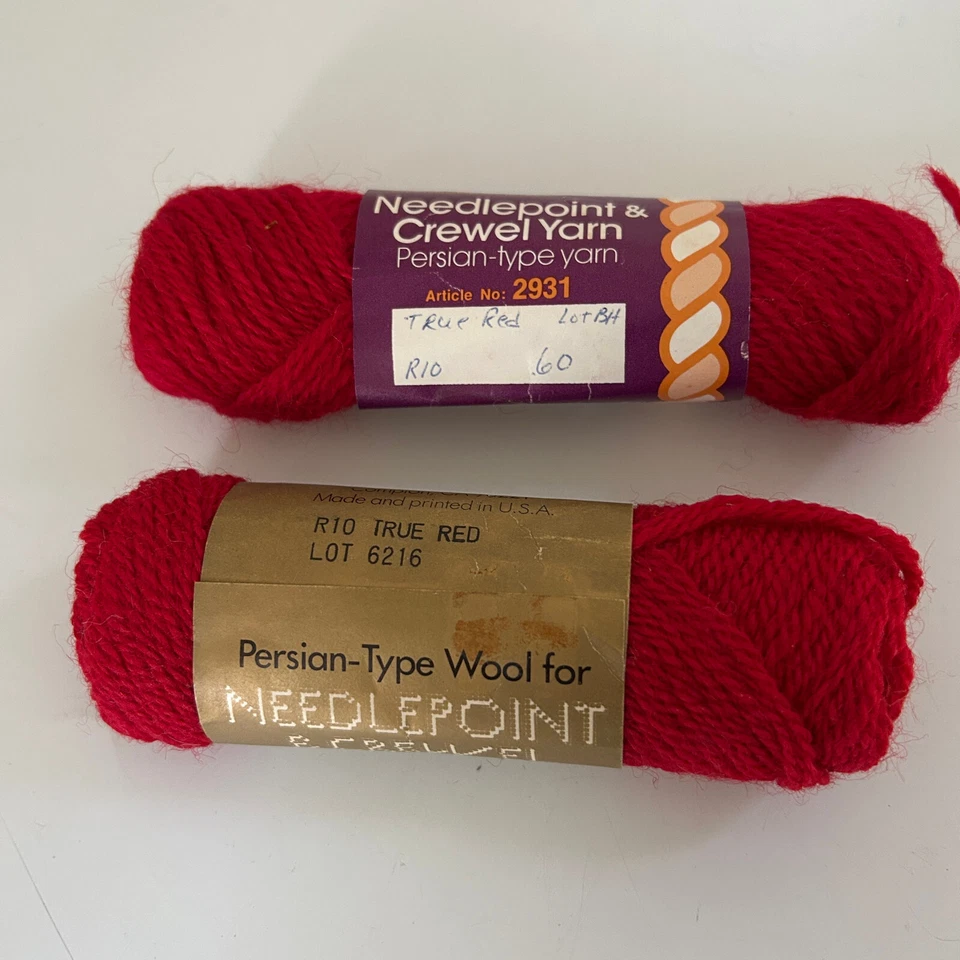 Needlepoint &
Crewel Yarn
Persian-type yarn
Article No: 2931
True Red Lot BH
R10 .60
Made and printed in U.S.A.
R10 TRUE RED
LOT 6216
Persian-Type Wool for
NEEDLEPOINT
& CREWEL